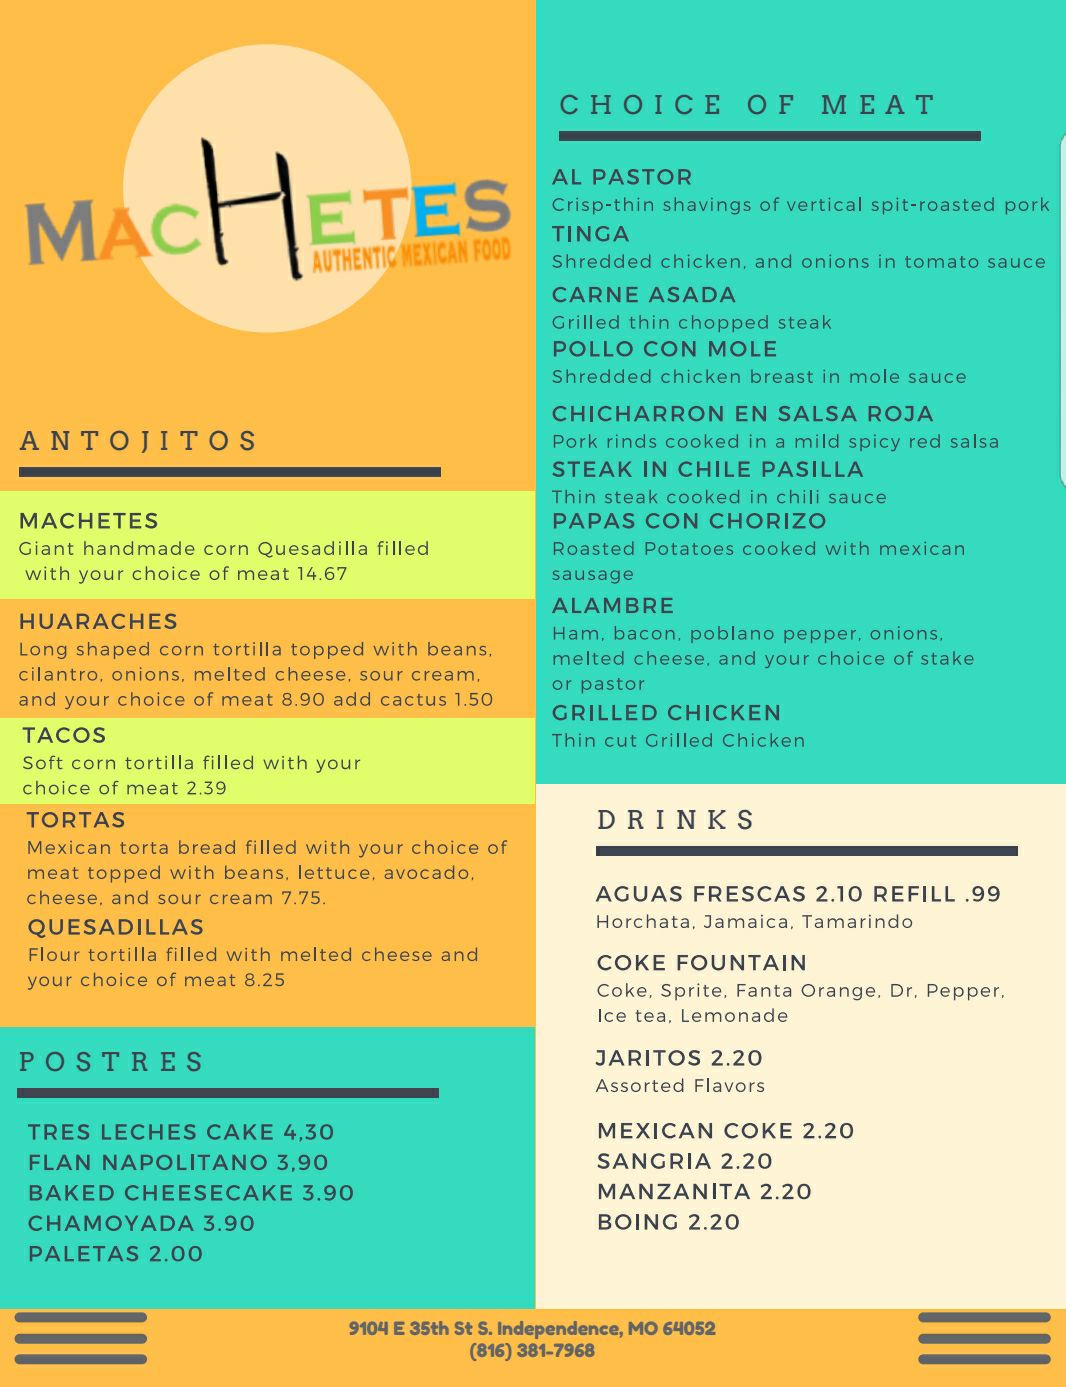 MACHETES
AUTHENTIC MEXICAN FOOD
ANTOJITOS
MACHETES
Giant handmade corn Quesadilla filled
with your choice of meat 14.67
HUARACHES
Long shaped corn tortilla topped with beans,
cilantro, onions, melted cheese, sour cream,
and your choice of meat 8.90 add cactus 1.50
TACOS
Soft corn tortilla filled with your
choice of meat 2.39
TORTAS
Mexican torta bread filled with your choice of
meat topped with beans, lettuce, avocado,
cheese, and sour cream 7.75.
QUESADILLAS
Flour tortilla filled with melted cheese and
your choice of meat 8.25
POSTRES
TRES LECHES CAKE 4,30
FLAN NAPOLITANO 3,90
BAKED CHEESECAKE 3.90
CHAMOYADA 3.90
PALETAS 2.00
CHOICE OF MEAT
AL PASTOR
Crisp-thin shavings of vertical spit-roasted pork
TINGA
Shredded chicken, and onions in tomato sauce
CARNE ASADA
Grilled thin chopped steak
POLLO CON MOLE
Shredded chicken breast in mole sauce
CHICHARRON EN SALSA ROJA
Pork rinds cooked in a mild spicy red salsa
STEAK IN CHILE PASILLA
Thin steak cooked in chili sauce
PAPAS CON CHORIZO
Roasted Potatoes cooked with mexican
sausage
ALAMBRE
Ham, bacon, poblano pepper, onions,
melted cheese, and your choice of stake
or pastor
GRILLED CHICKEN
Thin cut Grilled Chicken
DRINKS
AGUAS FRESCAS 2.10 REFILL .99
Horchata, Jamaica, Tamarindo
COKE FOUNTAIN
Coke, Sprite, Fanta Orange, Dr, Pepper,
Ice tea, Lemonade
JARITOS 2.20
Assorted Flavors
MEXICAN COKE 2.20
SANGRIA 2.20
MANZANITA 2.20
BOING 2.20
9104 E 35th St S. Independence, MO 64052
(816) 381-7968